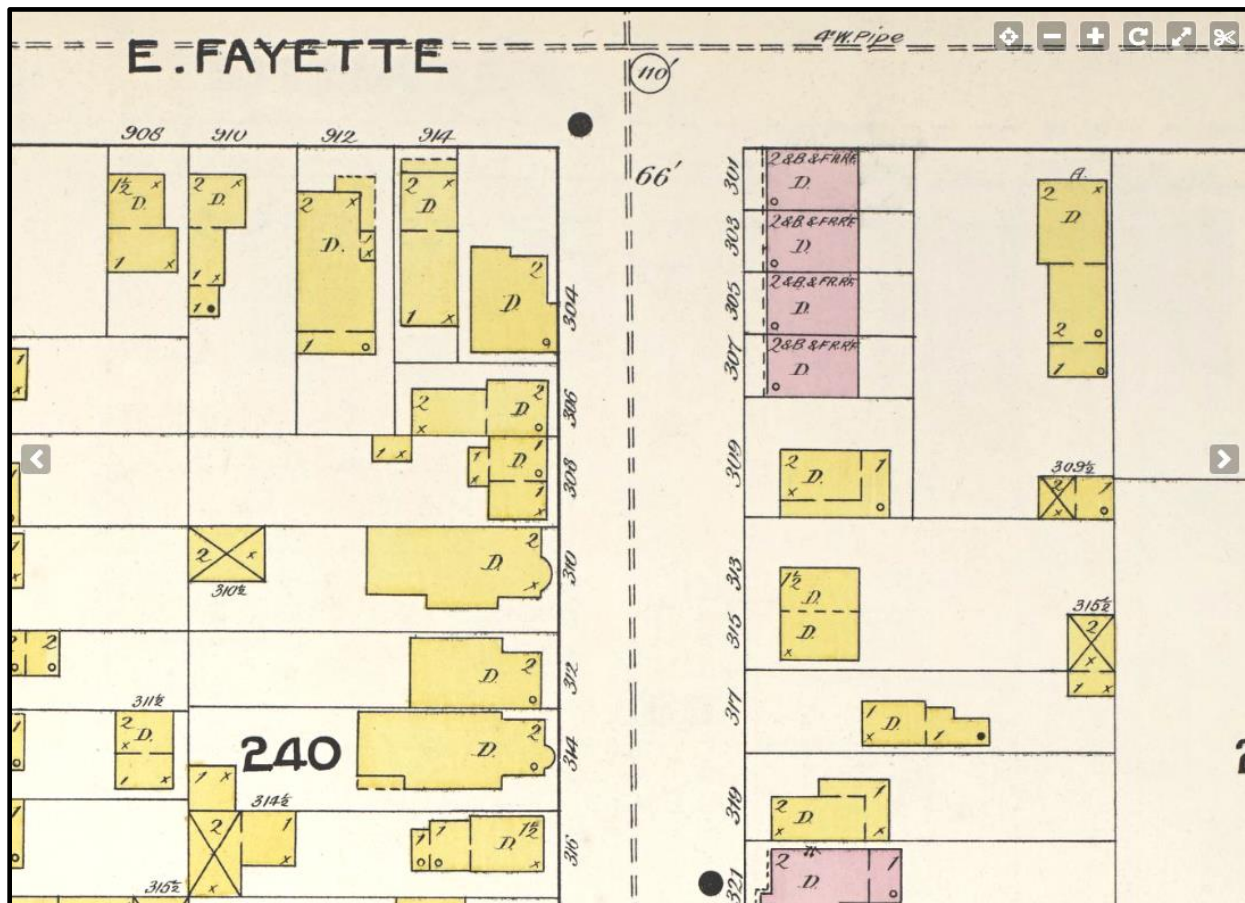 4" W. Pipe
E. FAYETTE
110'
908 910 912 914
66'
301
2 & B & FR.RF.
D.
303
2 & B & FR.RF.
D.
305
2 & B & FR.RF.
D.
307
2 & B & FR.RF.
D.
1½ x
D.
1 x
2 x
D.
1 x
1
2 x
D.
1
x
1
2 x
D.
1 x
2
D.
304
2 x
D
2
1
2
x
D. 2
306
1 x
1
x
D. 1
1
x
308
309
2
D.
x
1
309½
2
x
1
1
x
2 x
310½
2
D.
x
310
313
1½
D.
315
D.
x
315½
2
x
1 x
2 2
D. 2
312
311½
2
D.
x
1 x
240
2
D.
314
317
1
D.
x
1
1 x
314½
2
x
1
x
1 1
D. 1½
x
316
319
2
D.
x
1
x
315½
321
2
D.
1